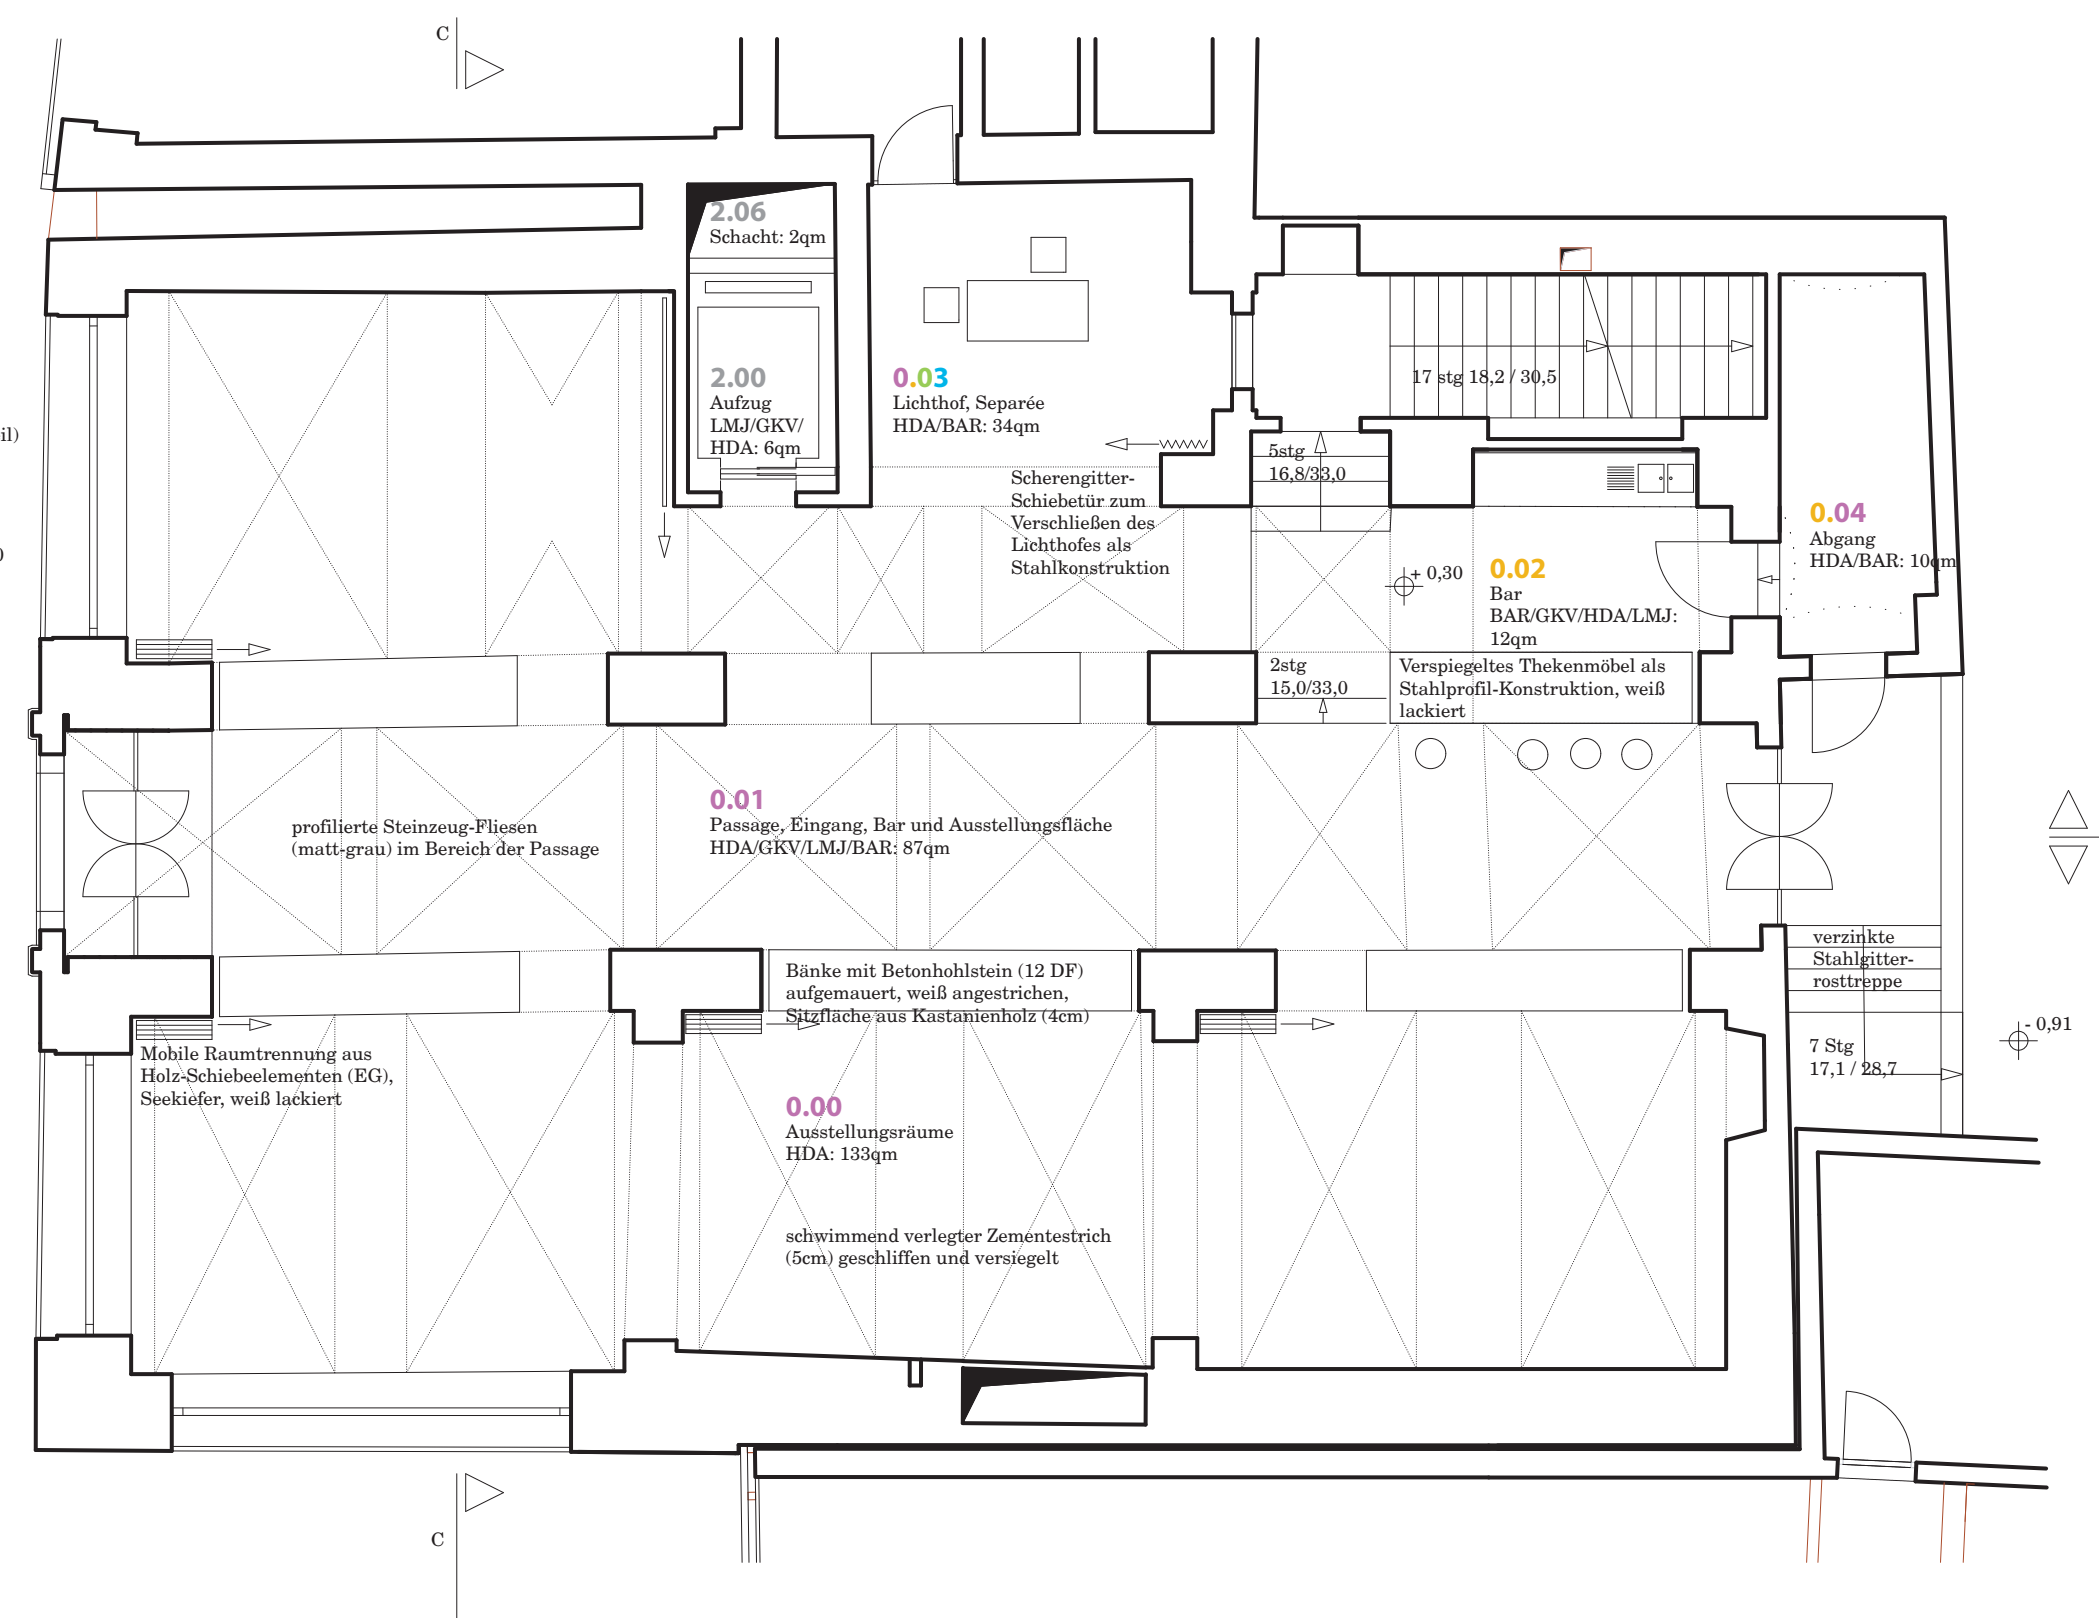 C
2.06
Schacht: 2qm
2.00
Aufzug
LMJ/GKV/
HDA: 6qm
0.03
Lichthof, Separée
HDA/BAR: 34qm
17 stg 18,2 / 30,5
il)
5stg
16,8/33,0
Scherengitter-
Schiebetür zum
Verschließen des
Lichthofes als
Stahlkonstruktion
0.04
Abgang
HDA/BAR: 10qm
0
+ 0,30
0.02
Bar
BAR/GKV/HDA/LMJ:
12qm
2stg
15,0/33,0
Verspiegeltes Thekenmöbel als
Stahlprofil-Konstruktion, weiß
lackiert
0.01
Passage, Eingang, Bar und Ausstellungsfläche
HDA/GKV/LMJ/BAR: 87qm
profilierte Steinzeug-Fliesen
(matt-grau) im Bereich der Passage
verzinkte
Stahlgitter-
rosttreppe
Bänke mit Betonhohlstein (12 DF)
aufgemauert, weiß angestrichen,
Sitzfläche aus Kastanienholz (4cm)
- 0,91
7 Stg
17,1 / 28,7
Mobile Raumtrennung aus
Holz-Schiebeelementen (EG),
Seekiefer, weiß lackiert
0.00
Ausstellungsräume
HDA: 133qm
schwimmend verlegter Zementestrich
(5cm) geschliffen und versiegelt
C